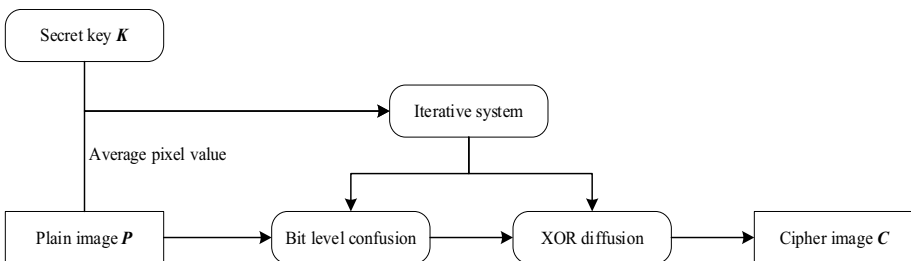 Secret key K
Iterative system
Average pixel value
Plain image P
Bit level confusion
XOR diffusion
Cipher image C